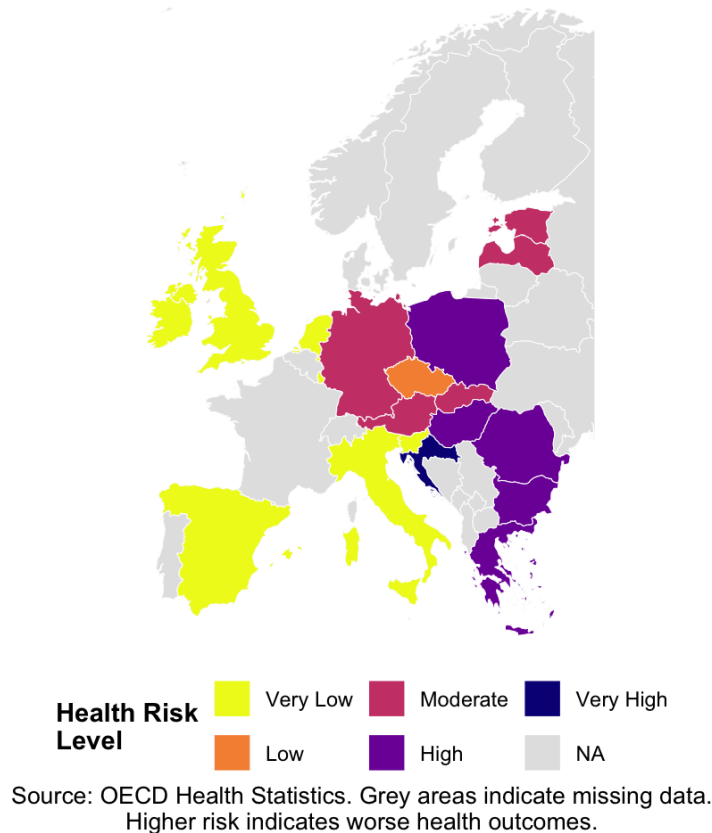 Health Risk
Level
Very Low
Moderate
Very High
Low
High
NA
Source: OECD Health Statistics. Grey areas indicate missing data.
Higher risk indicates worse health outcomes.